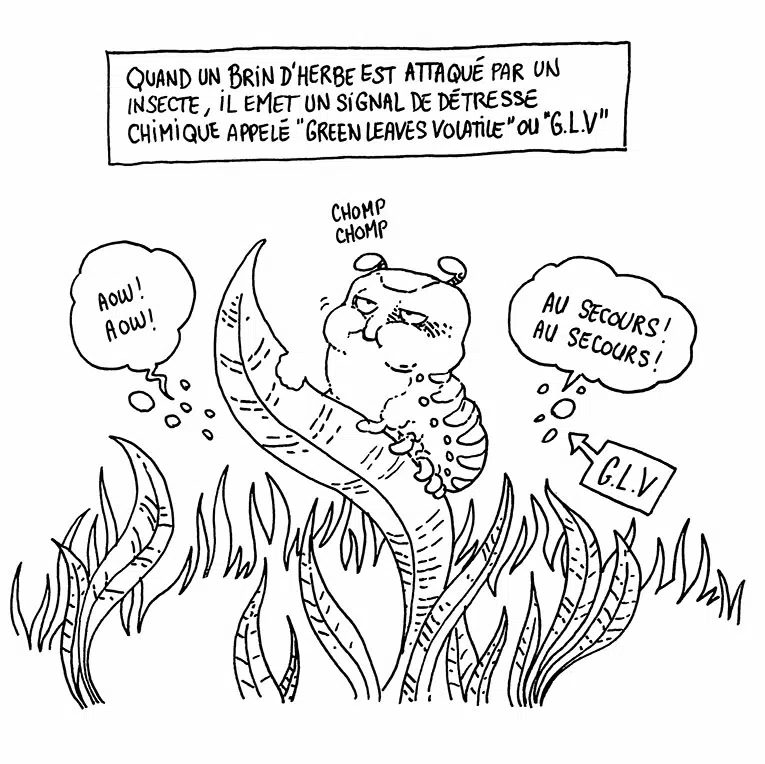 QUAND UN BRIN D'HERBE EST ATTAQUÉ PAR UN
INSECTE, IL EMET UN SIGNAL DE DÉTRESSE
CHIMIQUE APPELÉ "GREEN LEAVES VOLATILE" OU "G.L.V"
CHOMP
CHOMP
AOW!
AOW!
AU SECOURS!
AU SECOURS!
G.L.V